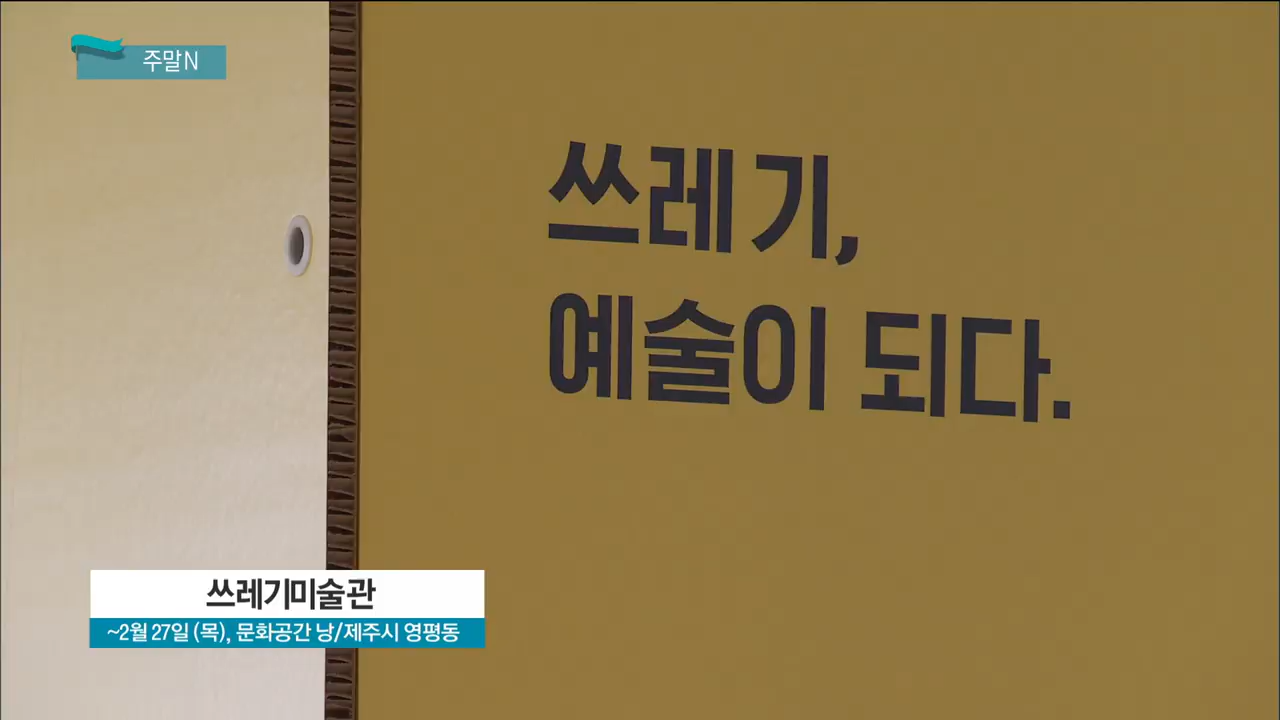 주말N
쓰레기,
예술이 되다.
쓰레기미술관
~2월 27일 (목), 문화공간 낭/제주시 영평동